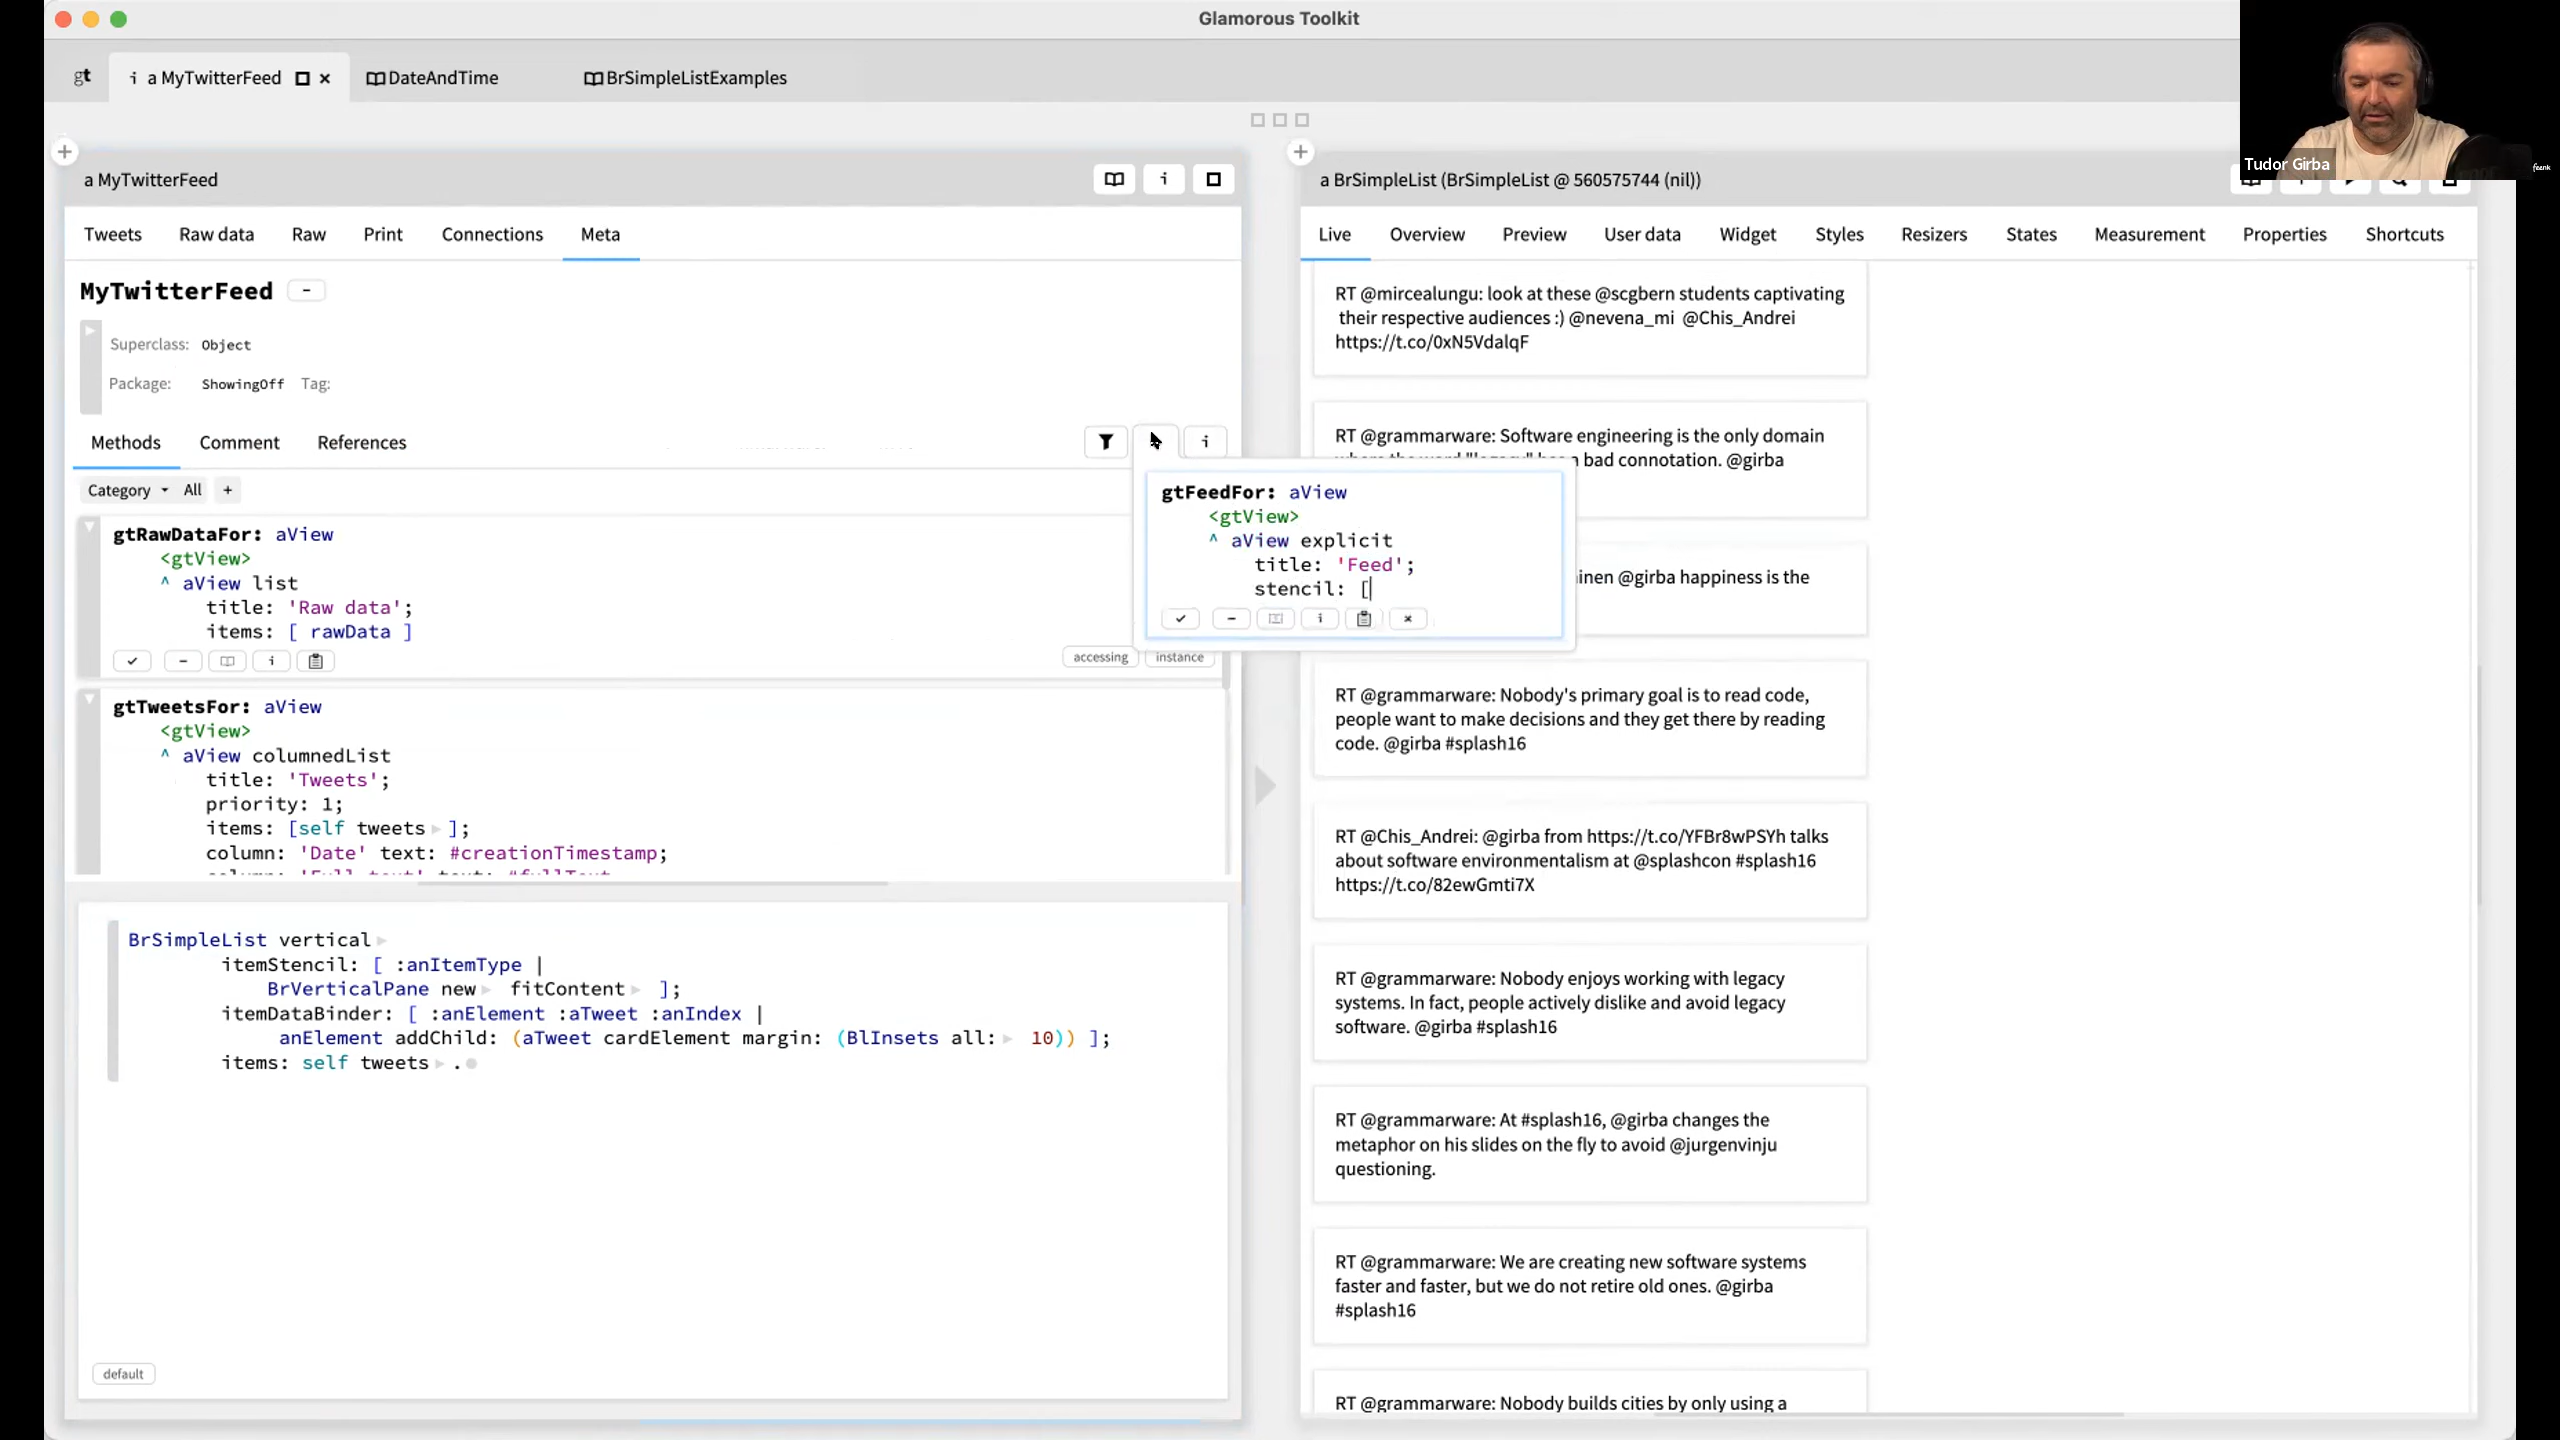 Glamorous Toolkit
gt
i a MyTwitterFeed
DateAndTime
BrSimpleListExamples
Tudor Girba
feenk
a MyTwitterFeed
i
Tweets Raw data Raw Print Connections Meta
MyTwitterFeed
Superclass: Object
Package: ShowingOff Tag:
Methods Comment References
i
Category All +
gtRawDataFor: aView
<gtView>
^ aView list
title: 'Raw data';
items: [ rawData ]
i
accessing instance
gtTweetsFor: aView
<gtView>
^ aView columnedList
title: 'Tweets';
priority: 1;
items: [self tweets ];
column: 'Date' text: #creationTimestamp;
column: 'Full text' text: #fullText
gtFeedFor: aView
<gtView>
^ aView explicit
title: 'Feed';
stencil: [
i
BrSimpleList vertical
itemStencil: [ :anItemType |
BrVerticalPane new fitContent ];
itemDataBinder: [ :anElement :aTweet :anIndex |
anElement addChild: (aTweet cardElement margin: (BlInsets all: 10)) ];
items: self tweets .
default
a BrSimpleList (BrSimpleList @ 560575744 (nil))
Live Overview Preview User data Widget Styles Resizers States Measurement Properties Shortcuts
RT @mircealungu: look at these @scgbern students captivating
their respective audiences :) @nevena_mi @Chis_Andrei
https://t.co/0xN5VdalqF
RT @grammarware: Software engineering is the only domain
where the word "legacy" has bad connotation. @girba
@girba happiness is the
RT @grammarware: Nobody's primary goal is to read code,
people want to make decisions and they get there by reading
code. @girba #splash16
RT @Chis_Andrei: @girba from https://t.co/YFBr8wPSYh talks
about software environmentalism at @splashcon #splash16
https://t.co/82ewGmti7X
RT @grammarware: Nobody enjoys working with legacy
systems. In fact, people actively dislike and avoid legacy
software. @girba #splash16
RT @grammarware: At #splash16, @girba changes the
metaphor on his slides on the fly to avoid @jurgenvinju
questioning.
RT @grammarware: We are creating new software systems
faster and faster, but we do not retire old ones. @girba
#splash16
RT @grammarware: Nobody builds cities by only using a